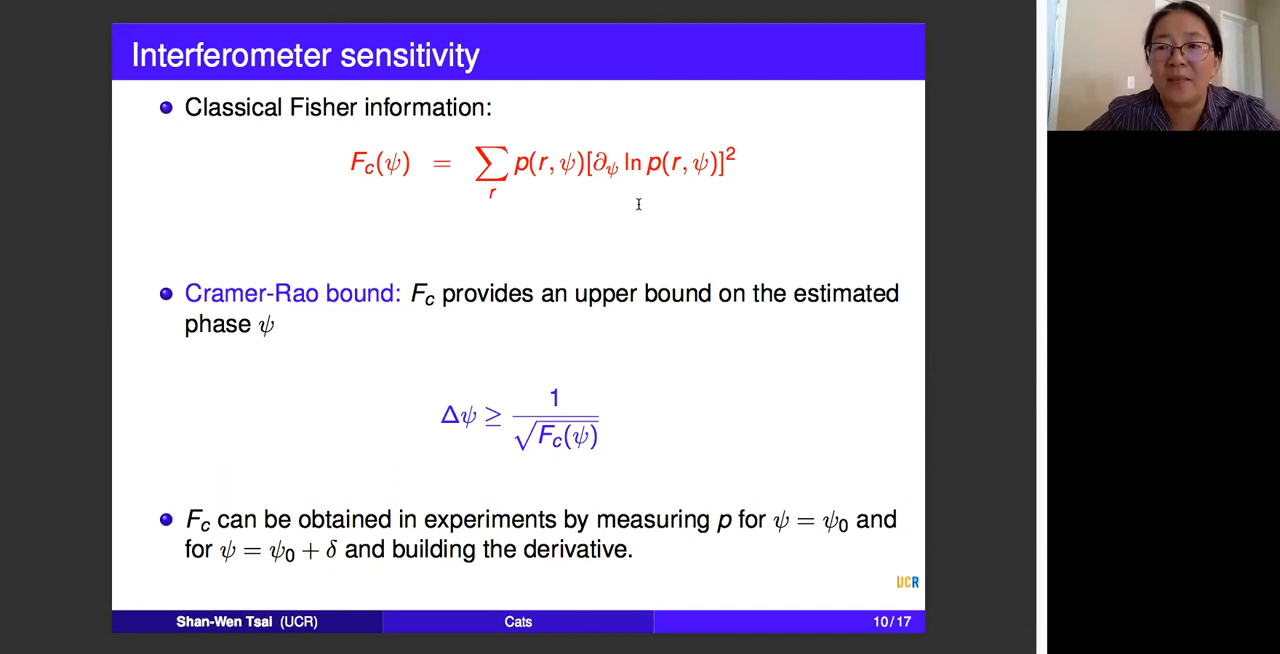 Interferometer sensitivity
Classical Fisher information:
F_c(ψ) = ∑_r p(r, ψ)[∂_ψ ln p(r, ψ)]²
Cramer-Rao bound: F_c provides an upper bound on the estimated
phase ψ
Δψ ≥ 1/√F_c(ψ)
F_c can be obtained in experiments by measuring p for ψ = ψ₀ and
for ψ = ψ₀ + δ and building the derivative.
UCR
Shan-Wen Tsai (UCR) Cats 10/17